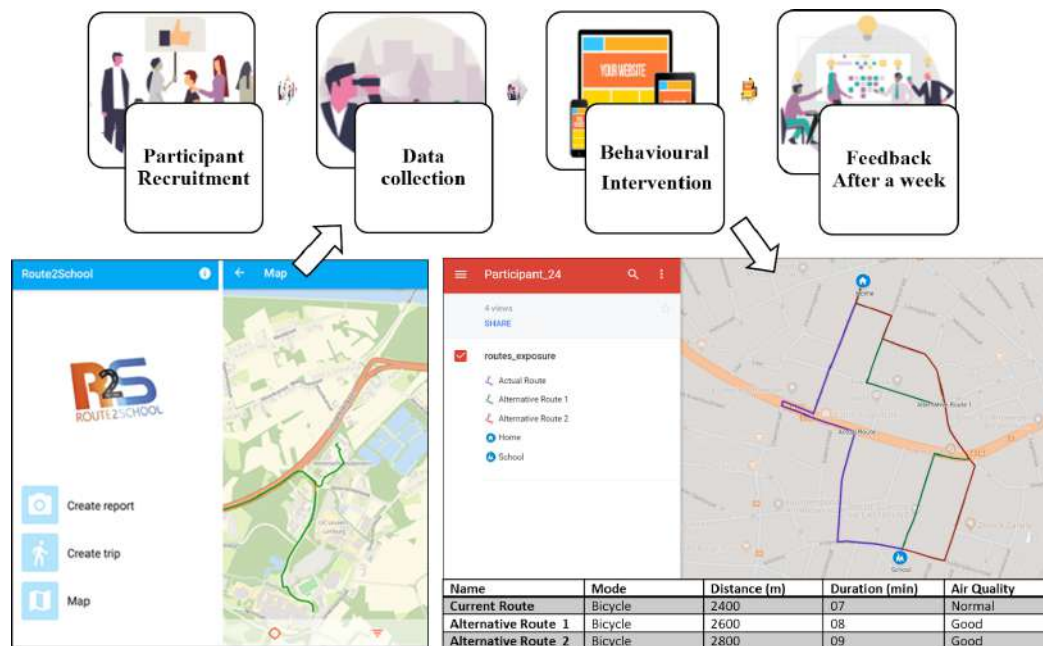 YOUR WEBSITE
Participant
Recruitment
Data
collection
Behavioural
Intervention
Feedback
After a week
Route2School
Map
R2S
ROUTE2SCHOOL
Create report
Create trip
Map
Participant_24
4 views
SHARE
routes_exposure
Actual Route
Alternative Route 1
Alternative Route 2
Home
School
Home
Alternative Route 1
Actual Route
School
Name Mode Distance (m) Duration (min) Air Quality
Current Route Bicycle 2400 07 Normal
Alternative Route 1 Bicycle 2600 08 Good
Alternative Route 2 Bicycle 2800 09 Good